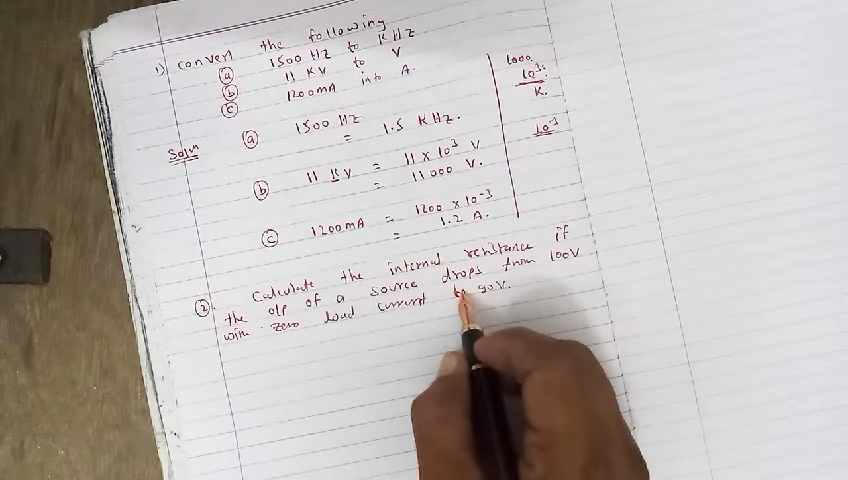 1) convert the following
(a) 1500 HZ to KHZ
(b) 11 KV to V
(c) 1200mA into A.
Soln (a) 1500 HZ
= 1.5 KHZ.
(b) 11 KV = 11 x 10³ V
= 11000 V.
(c) 1200mA = 1200 x 10⁻³
= 1.2 A.
1000.
10³.
K.
10⁻³
(2). Calculate the internal resistance if
the o/p of a source drops from 100V
with zero load current to 90V.